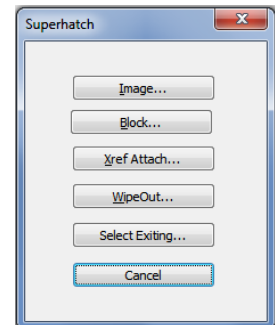 Superhatch
Image...
Block...
Xref Attach...
WipeOut...
Select Exiting...
Cancel